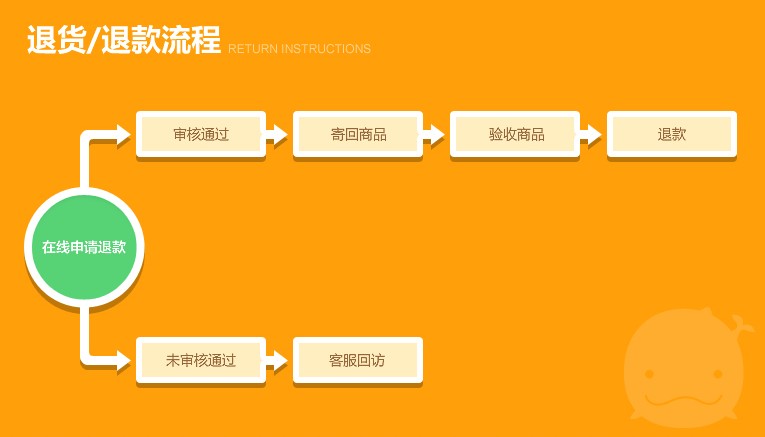 退货/退款流程 RETURN INSTRUCTIONS
审核通过 寄回商品 验收商品 退款
在线申请退款
未审核通过 客服回访